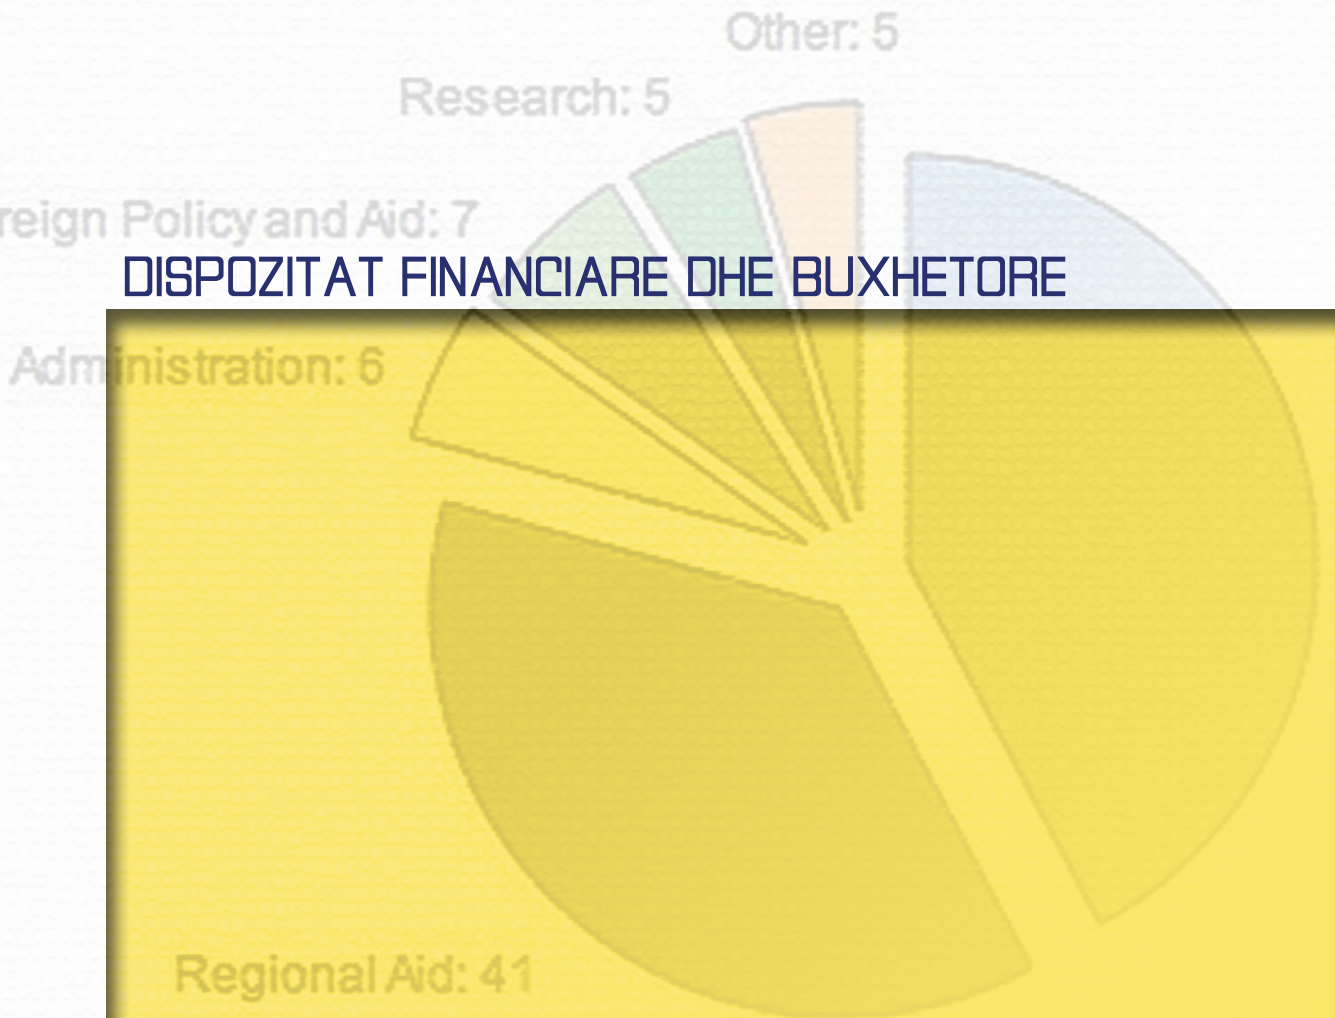 Other: 5
Research: 5
reign Policy and Aid: 7
DISPOZITAT FINANCIARE DHE BUXHETORE
Administration: 6
Regional Aid: 41